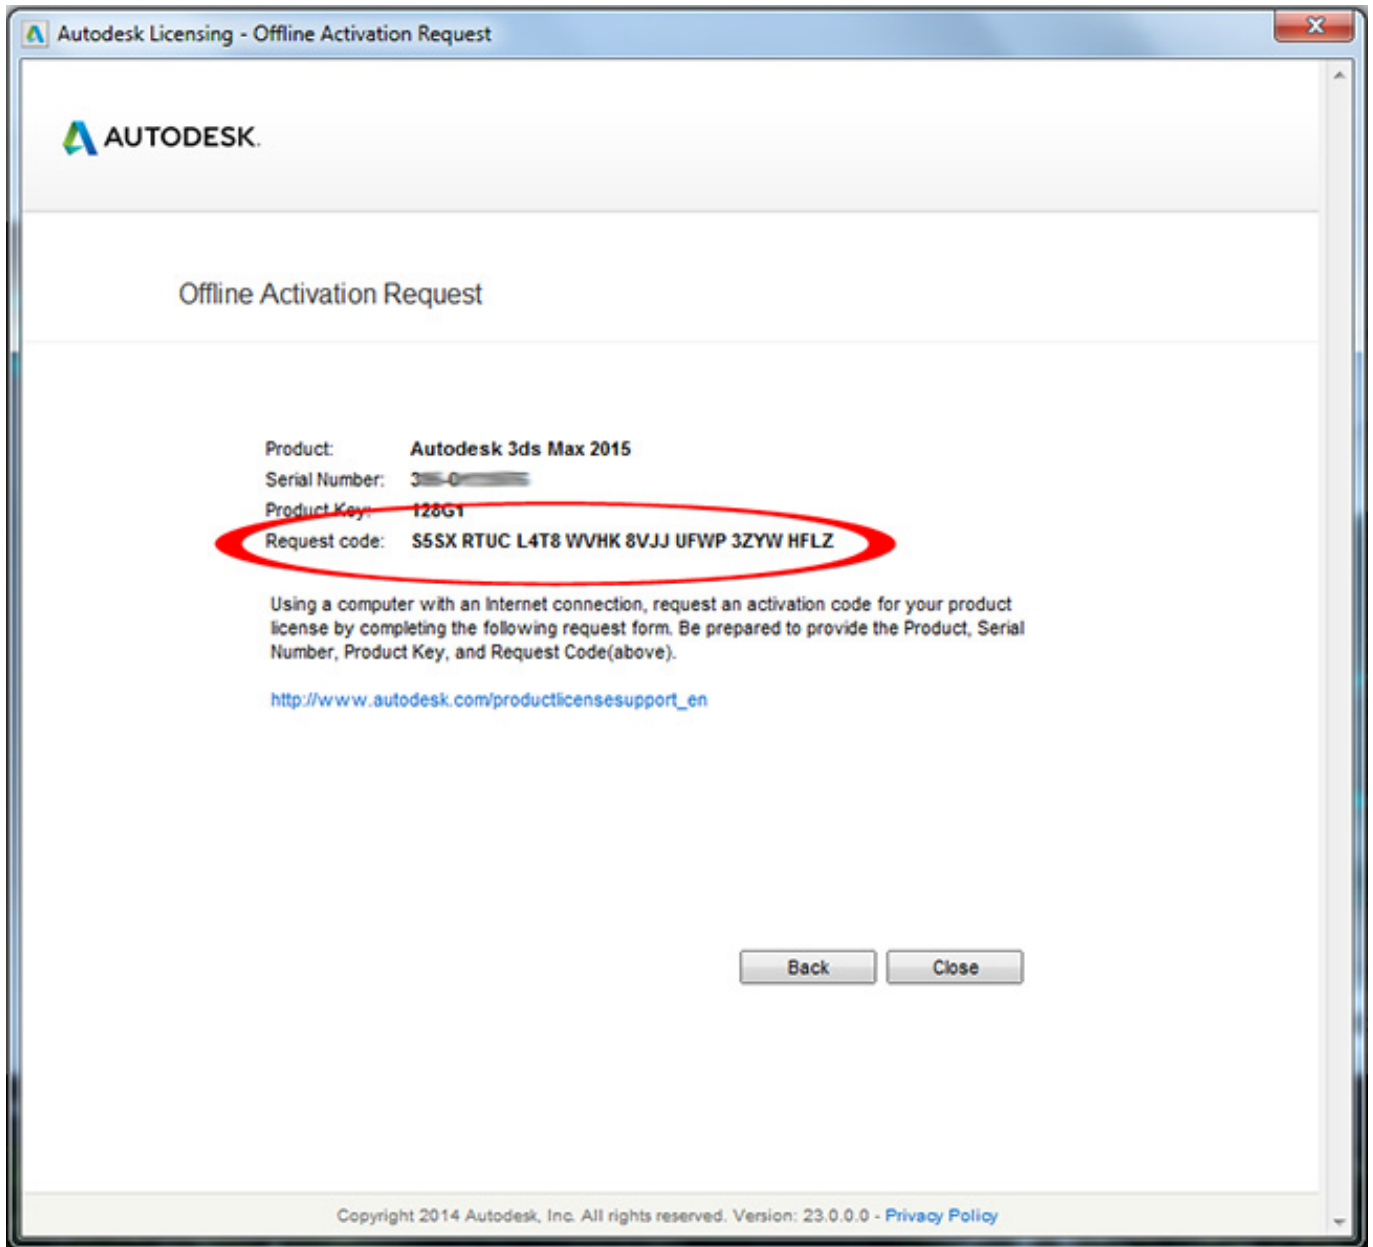 Autodesk Licensing - Offline Activation Request
AUTODESK.
Offline Activation Request
Product: Autodesk 3ds Max 2015
Serial Number:
Product Key: 128G1
Request code: S5SX RTUC L4T8 WVHK 8VJJ UFWP 3ZYW HFLZ
Using a computer with an Internet connection, request an activation code for your product
license by completing the following request form. Be prepared to provide the Product, Serial
Number, Product Key, and Request Code(above).
http://www.autodesk.com/productlicensesupport_en
Back Close
Copyright 2014 Autodesk, Inc. All rights reserved. Version: 23.0.0.0 - Privacy Policy